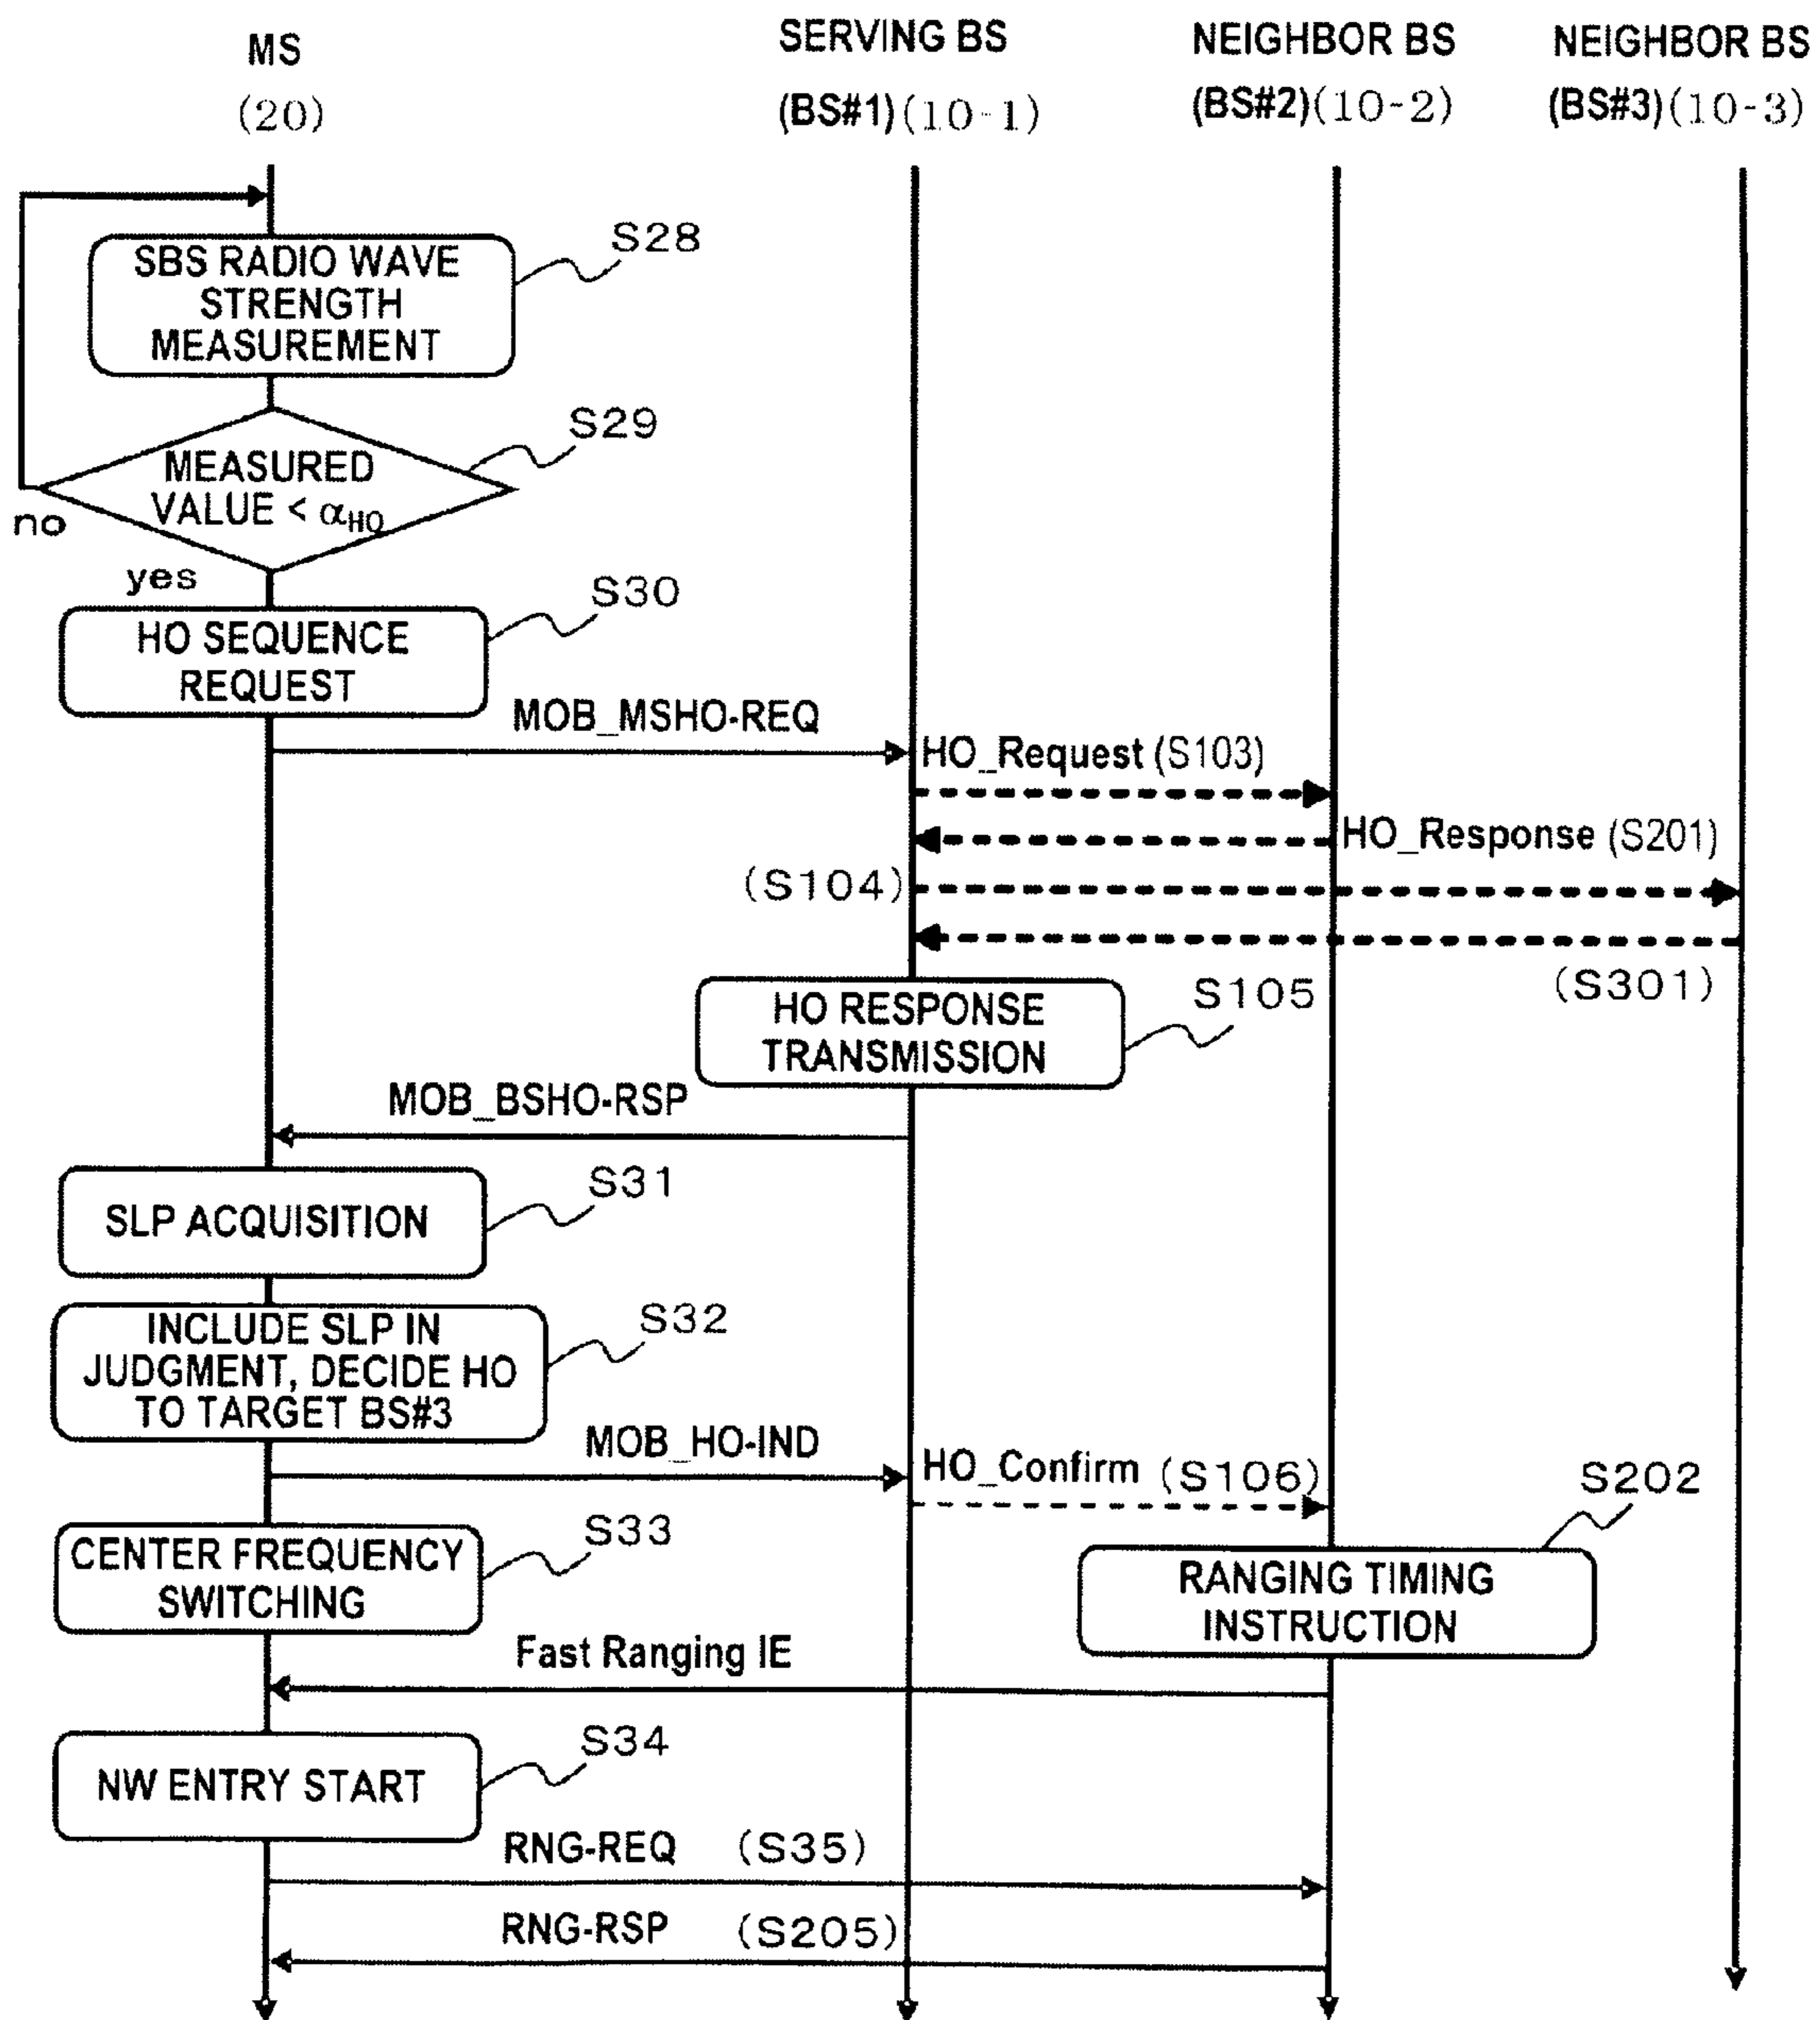 MS
(20)
SERVING BS
(BS#1)(10-1)
NEIGHBOR BS
(BS#2)(10-2)
NEIGHBOR BS
(BS#3)(10-3)
SBS RADIO WAVE
STRENGTH
MEASUREMENT
S28
MEASURED
VALUE < αHO
S29
no
yes
HO SEQUENCE
REQUEST
S30
MOB_MSHO-REQ
HO_Request (S103)
HO_Response (S201)
(S104)
(S301)
HO RESPONSE
TRANSMISSION
S105
MOB_BSHO-RSP
SLP ACQUISITION
S31
INCLUDE SLP IN
JUDGMENT, DECIDE HO
TO TARGET BS#3
S32
MOB_HO-IND
HO_Confirm (S106)
S202
CENTER FREQUENCY
SWITCHING
S33
RANGING TIMING
INSTRUCTION
Fast Ranging IE
NW ENTRY START
S34
RNG-REQ (S35)
RNG-RSP (S205)